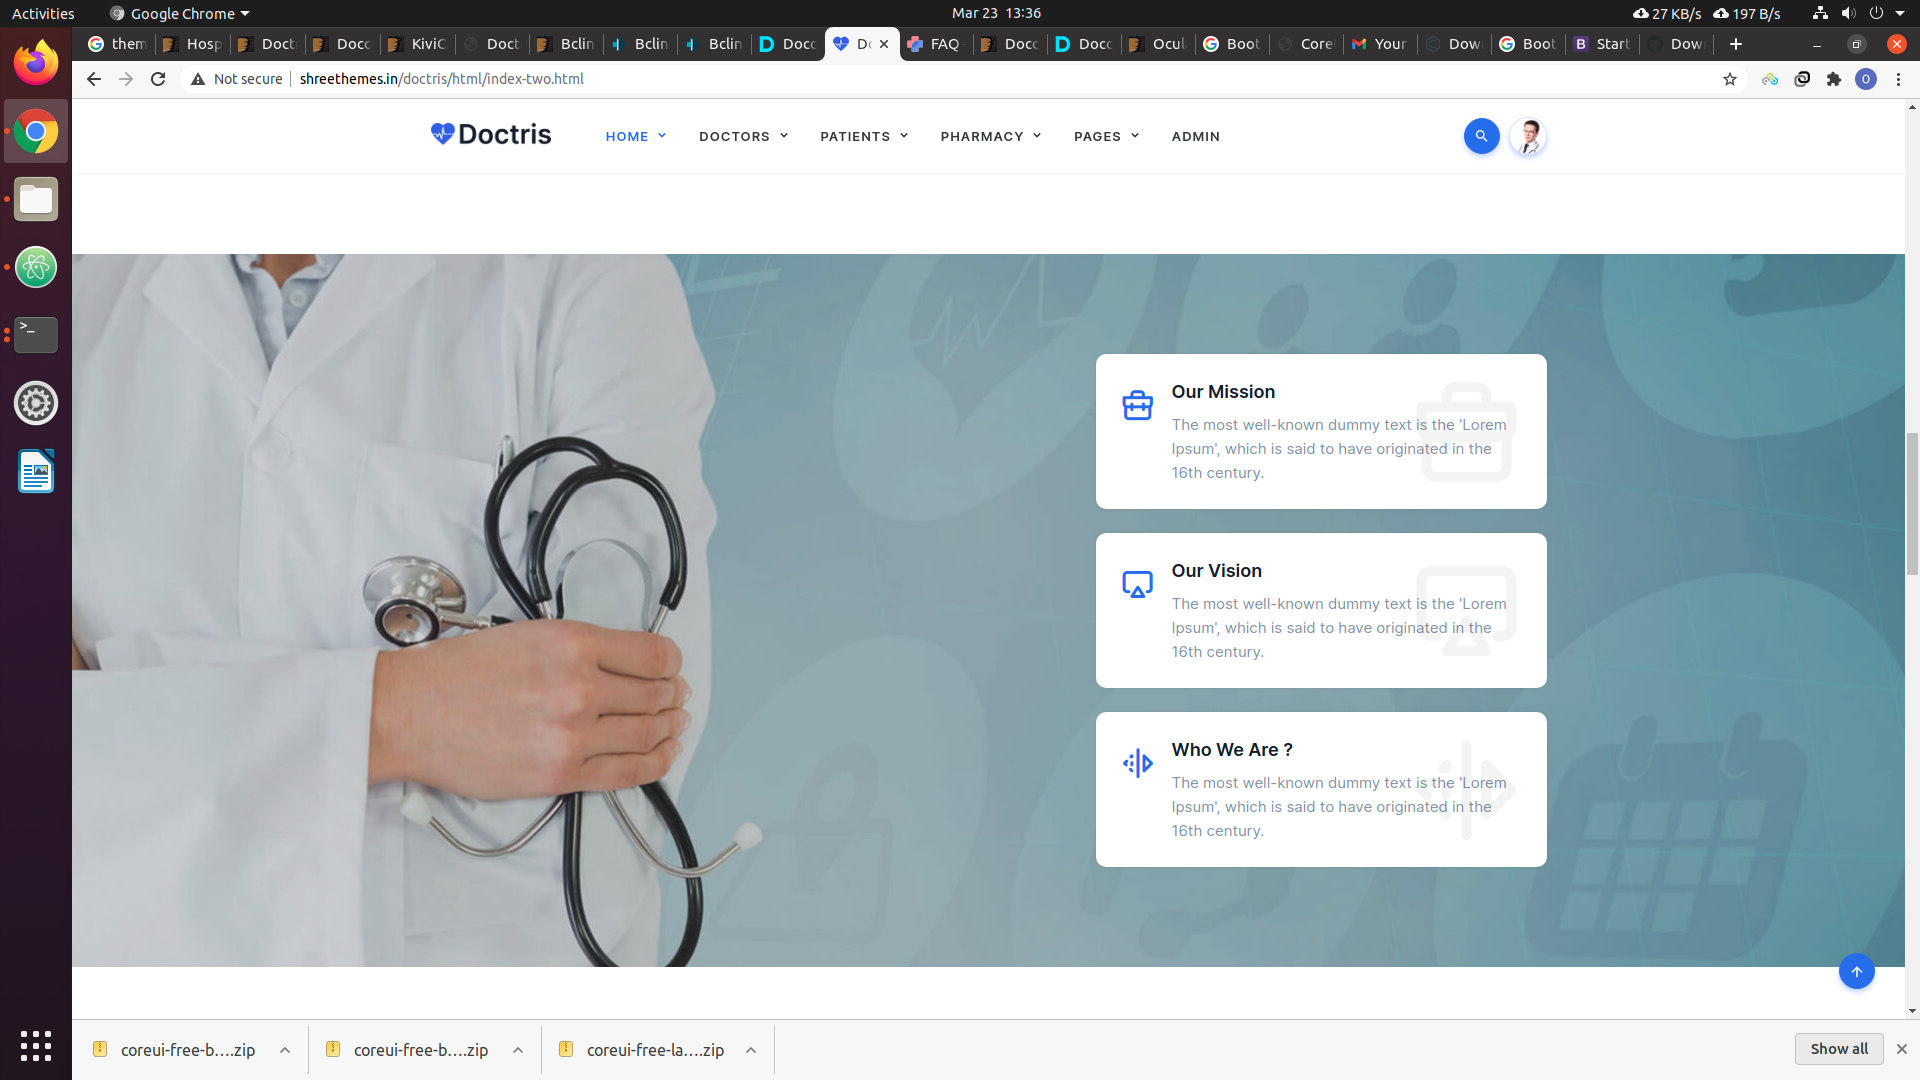 Activities
Google Chrome
Mar 23 13:36
27 KB/s
197 B/s
them
Hosp
Doct
Docc
KiviC
Doct
Bclin
Bclin
Bclin
Docc
Dc
FAQ
Docc
Docc
Ocul
Boot
Core
Your
Dow
Boot
Start
Dow
Not secure
shreethemes.in/doctris/html/index-two.html
O
Doctris
HOME
DOCTORS
PATIENTS
PHARMACY
PAGES
ADMIN
Our Mission
The most well-known dummy text is the 'Lorem
Ipsum', which is said to have originated in the
16th century.
Our Vision
The most well-known dummy text is the 'Lorem
Ipsum', which is said to have originated in the
16th century.
Who We Are ?
The most well-known dummy text is the 'Lorem
Ipsum', which is said to have originated in the
16th century.
coreui-free-b….zip
coreui-free-b….zip
coreui-free-la….zip
Show all